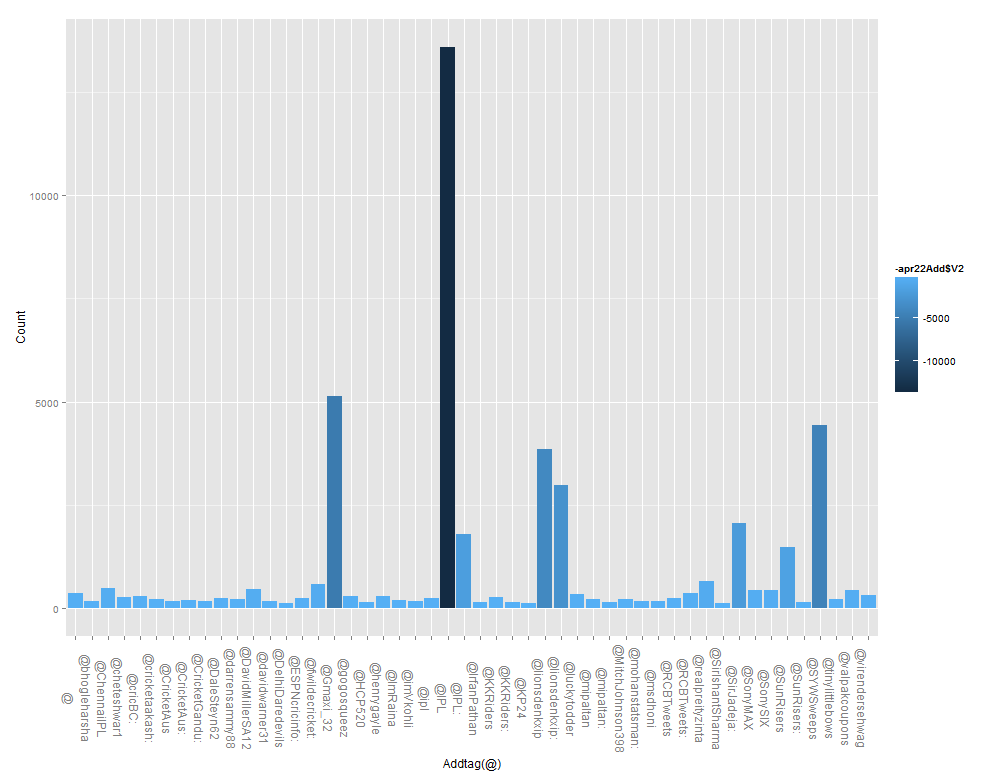 Count
10000
5000
0
@
@bhogleharsha
@ChennaiIPL
@cheteshwar1
@cricBC:
@cricketaakash:
@CricketAus
@CricketAus:
@CricketGandu:
@DaleSteyn62
@darrensammy88
@DavidMillerSA12
@davidwarner31
@DelhiDaredevils
@ESPNcricinfo:
@fwildecricket:
@Gmaxi_32
@gogosquez
@HCP520
@henrygayle
@ImRaina
@imVkohli
@ipl
@IPL
@IPL:
@IrfanPathan
@KKRiders
@KKRiders:
@KP24
@lionsdenkxip
@lionsdenkxip:
@luckytodder
@mipaltan
@mipaltan:
@MitchJohnson398
@mohanstatsman:
@msdhoni
@RCBTweets
@RCBTweets:
@realpreityzinta
@SirishantSharma
@SirJadeja:
@SonyMAX
@SonySIX
@SunRisers
@SunRisers:
@SYWSweeps
@tinylittlebows
@valpakcoupons
@virendersehwag
Addtag(@)
-apr22Add$V2
-5000
-10000